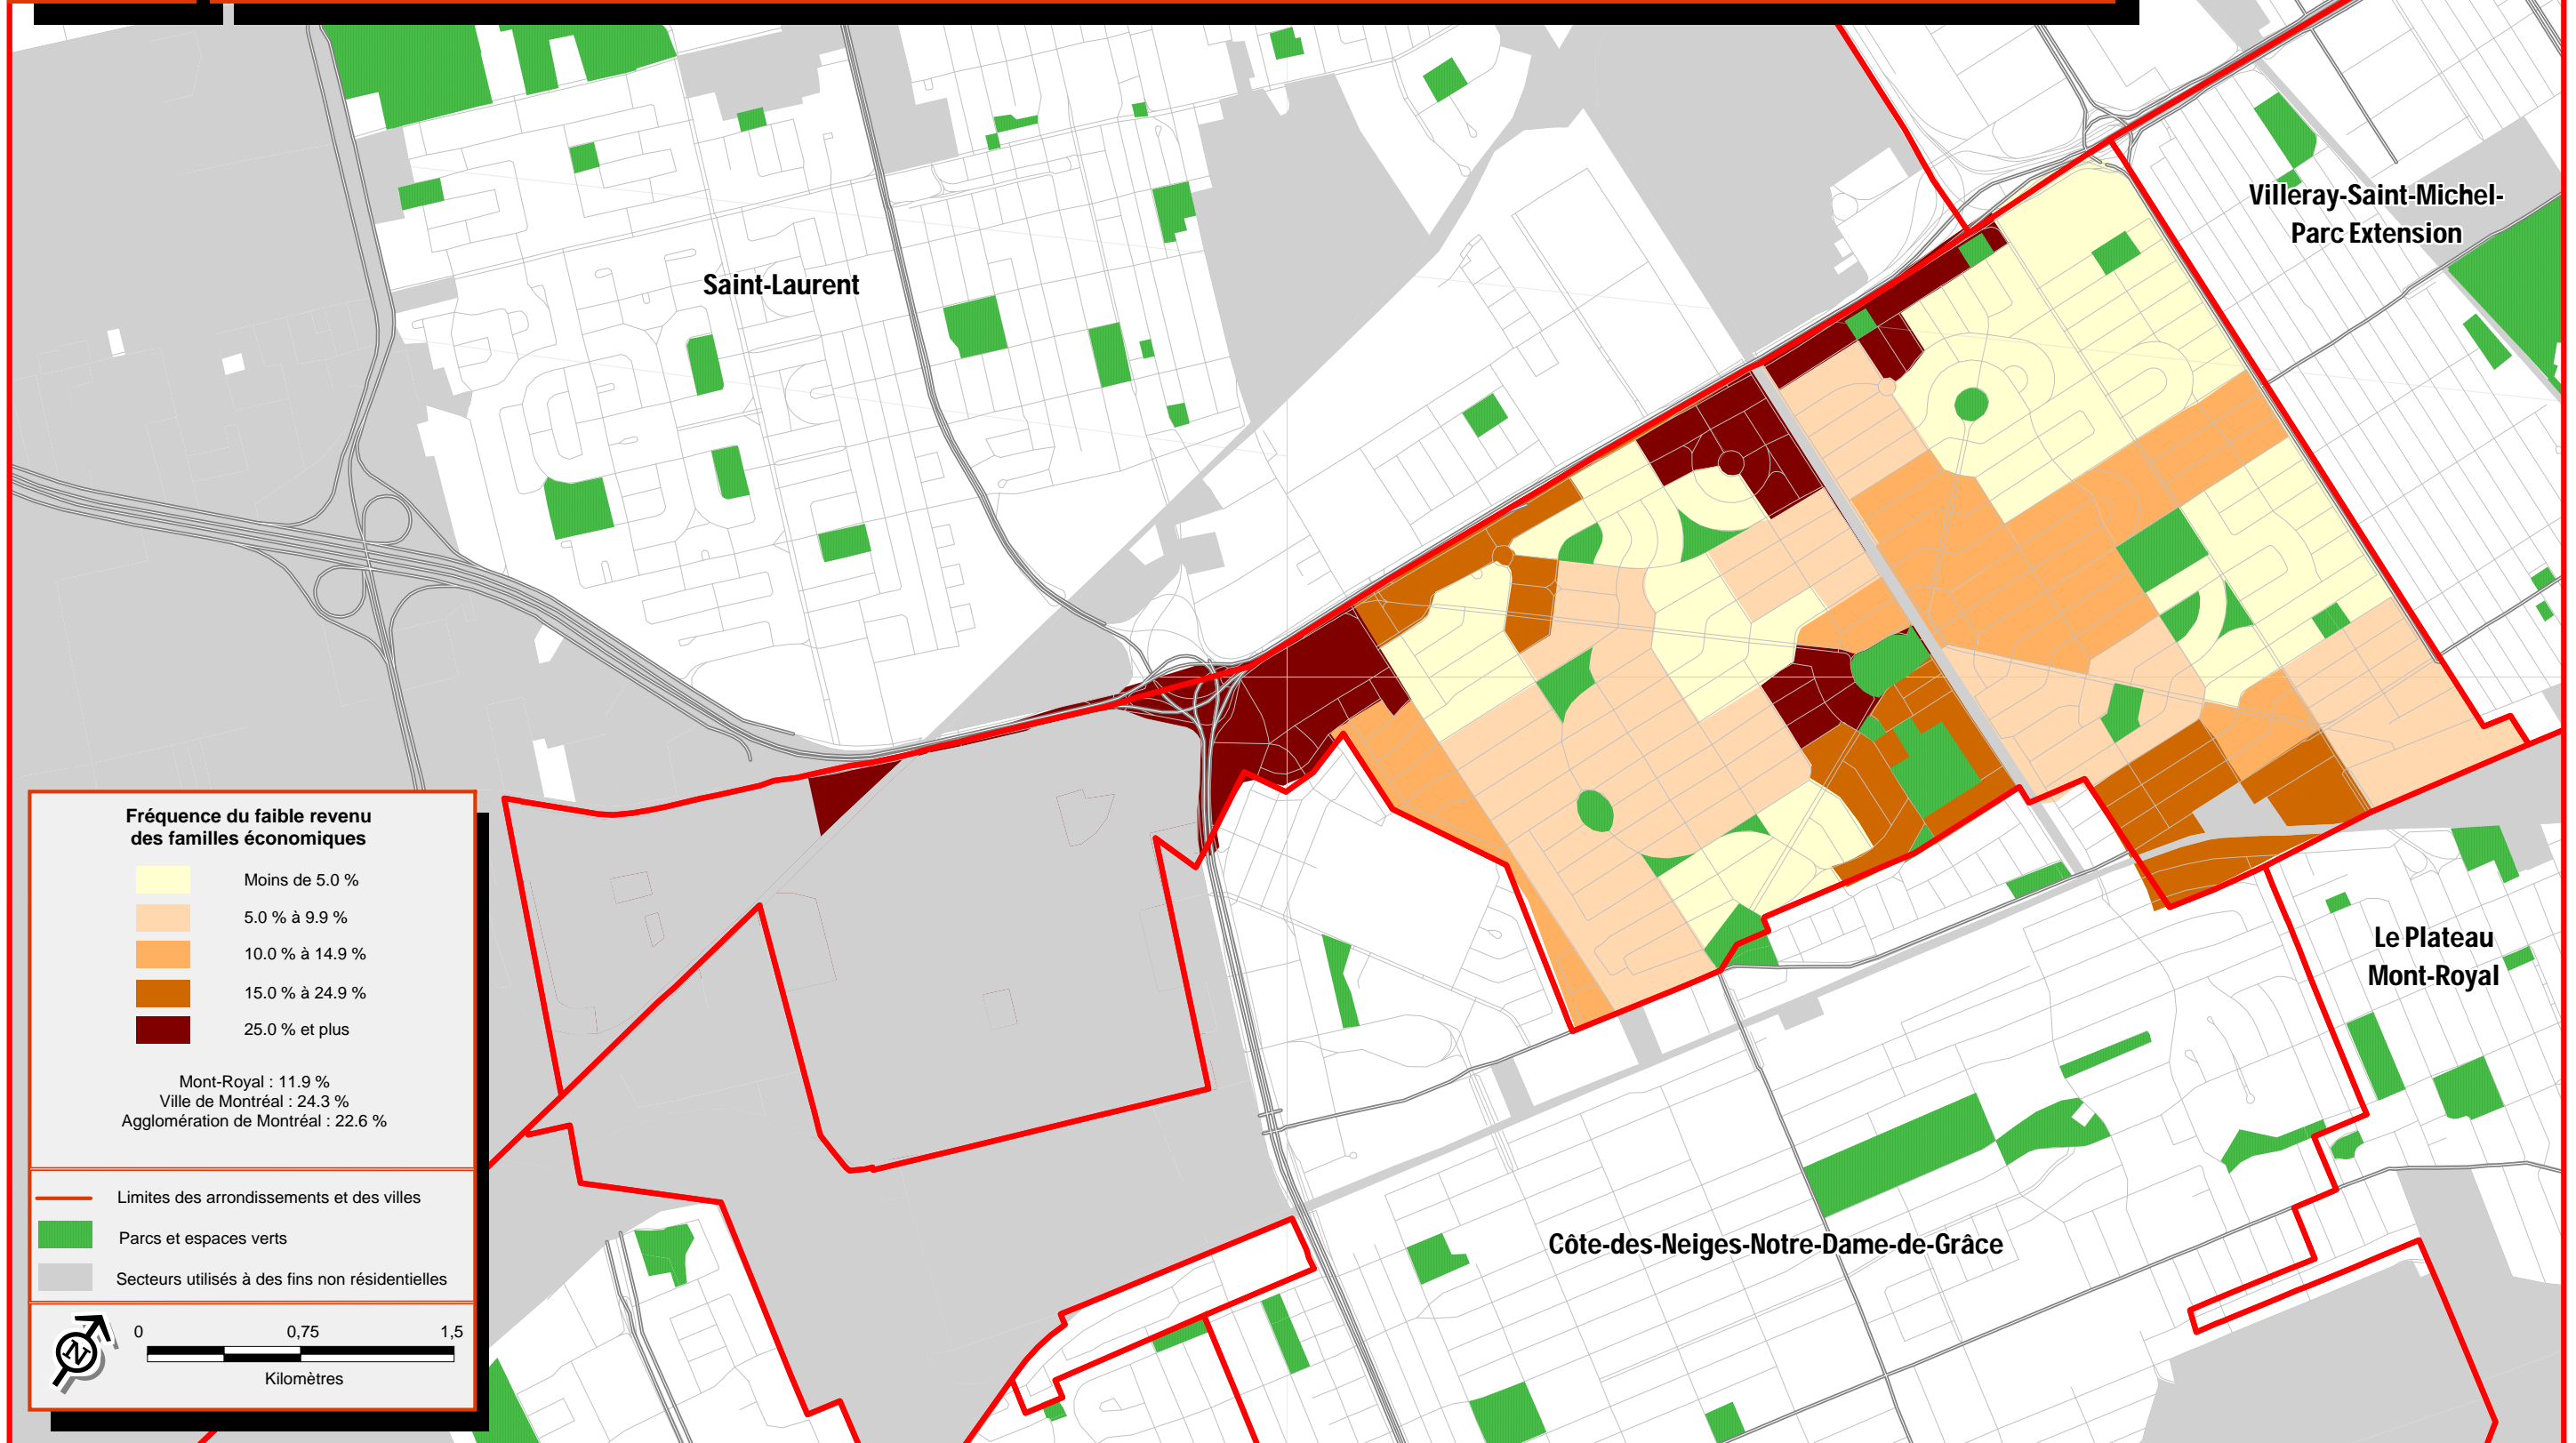 Villeray-Saint-Michel-
Parc Extension
Saint-Laurent
Le Plateau
Mont-Royal
Côte-des-Neiges-Notre-Dame-de-Grâce
Fréquence du faible revenu
des familles économiques
Moins de 5.0 %
5.0 % à 9.9 %
10.0 % à 14.9 %
15.0 % à 24.9 %
25.0 % et plus
Mont-Royal : 11.9 %
Ville de Montréal : 24.3 %
Agglomération de Montréal : 22.6 %
Limites des arrondissements et des villes
Parcs et espaces verts
Secteurs utilisés à des fins non résidentielles
N
0 0,75 1,5
Kilomètres